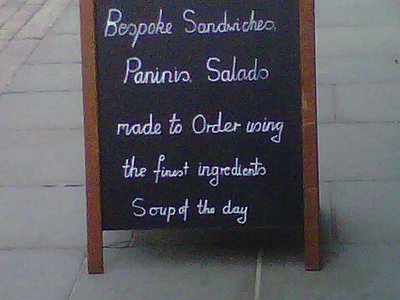 Bespoke Sandwiches.
Paninis. Salads
made to Order using
the finest ingredients
Soup of the day